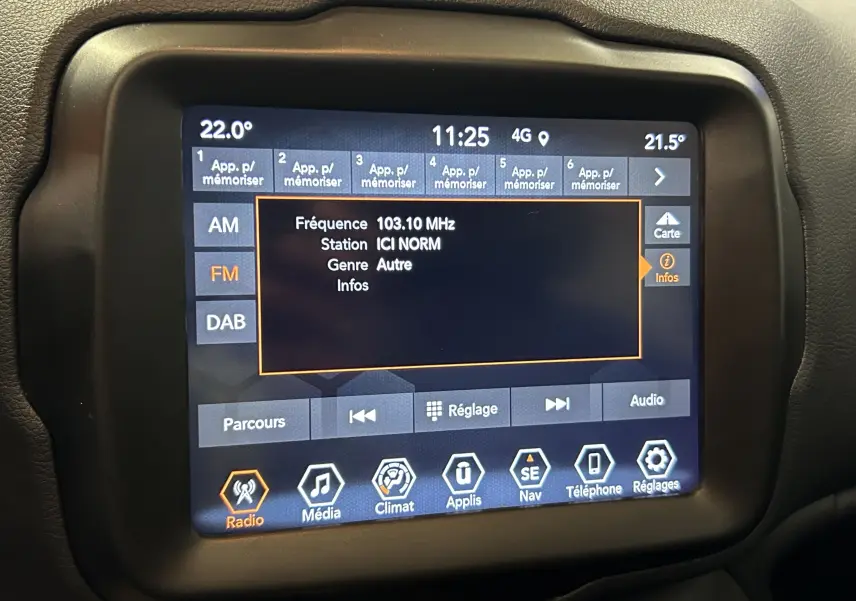 22.0° 11:25 4G 21.5°
1 App. p/ mémoriser
2 App. p/ mémoriser
3 App. p/ mémoriser
4 App. p/ mémoriser
5 App. p/ mémoriser
6 App. p/ mémoriser
AM
FM
DAB
Fréquence 103.10 MHz
Station ICI NORM
Genre Autre
Infos
Carte
Infos
Parcours
Réglage
Audio
Radio
Média
Climat
ū
Applis
SE
Nav
Téléphone
Réglages